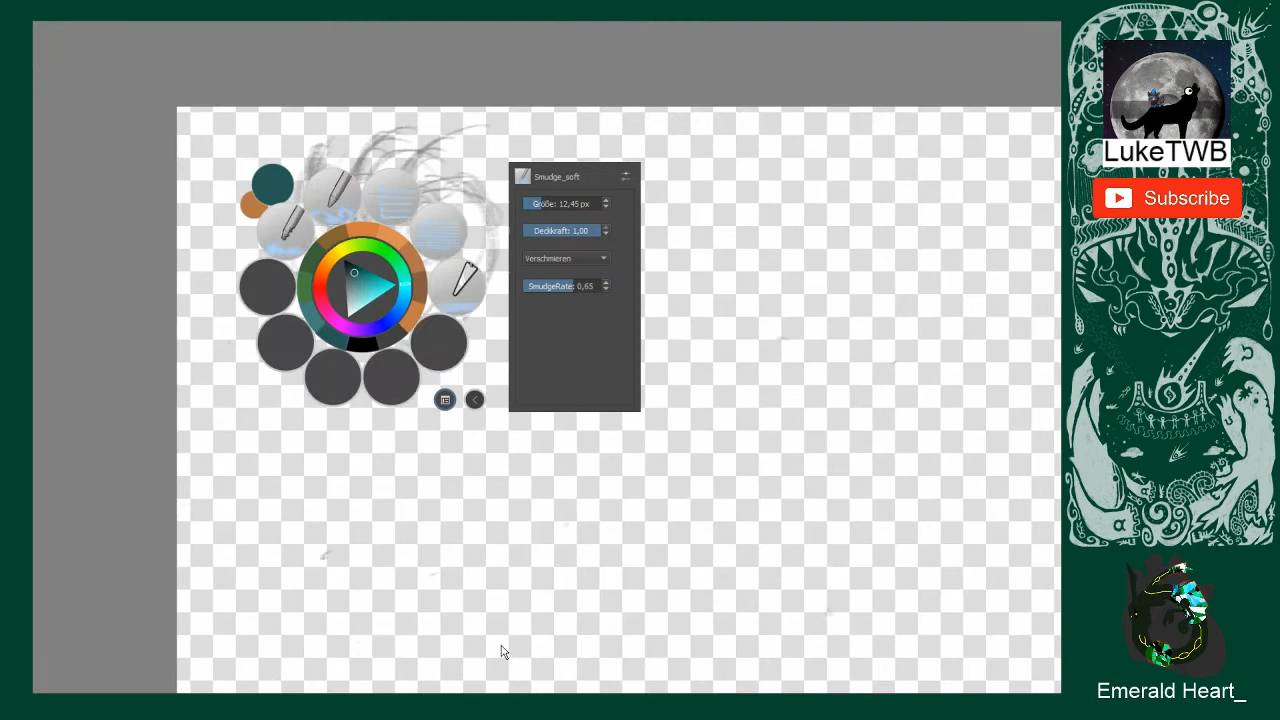 Smudge_soft
Größe: 12,45 px
Deckkraft: 1,00
Verschmieren
SmudgeRate: 0,65
LukeTWB
Subscribe
Emerald Heart_